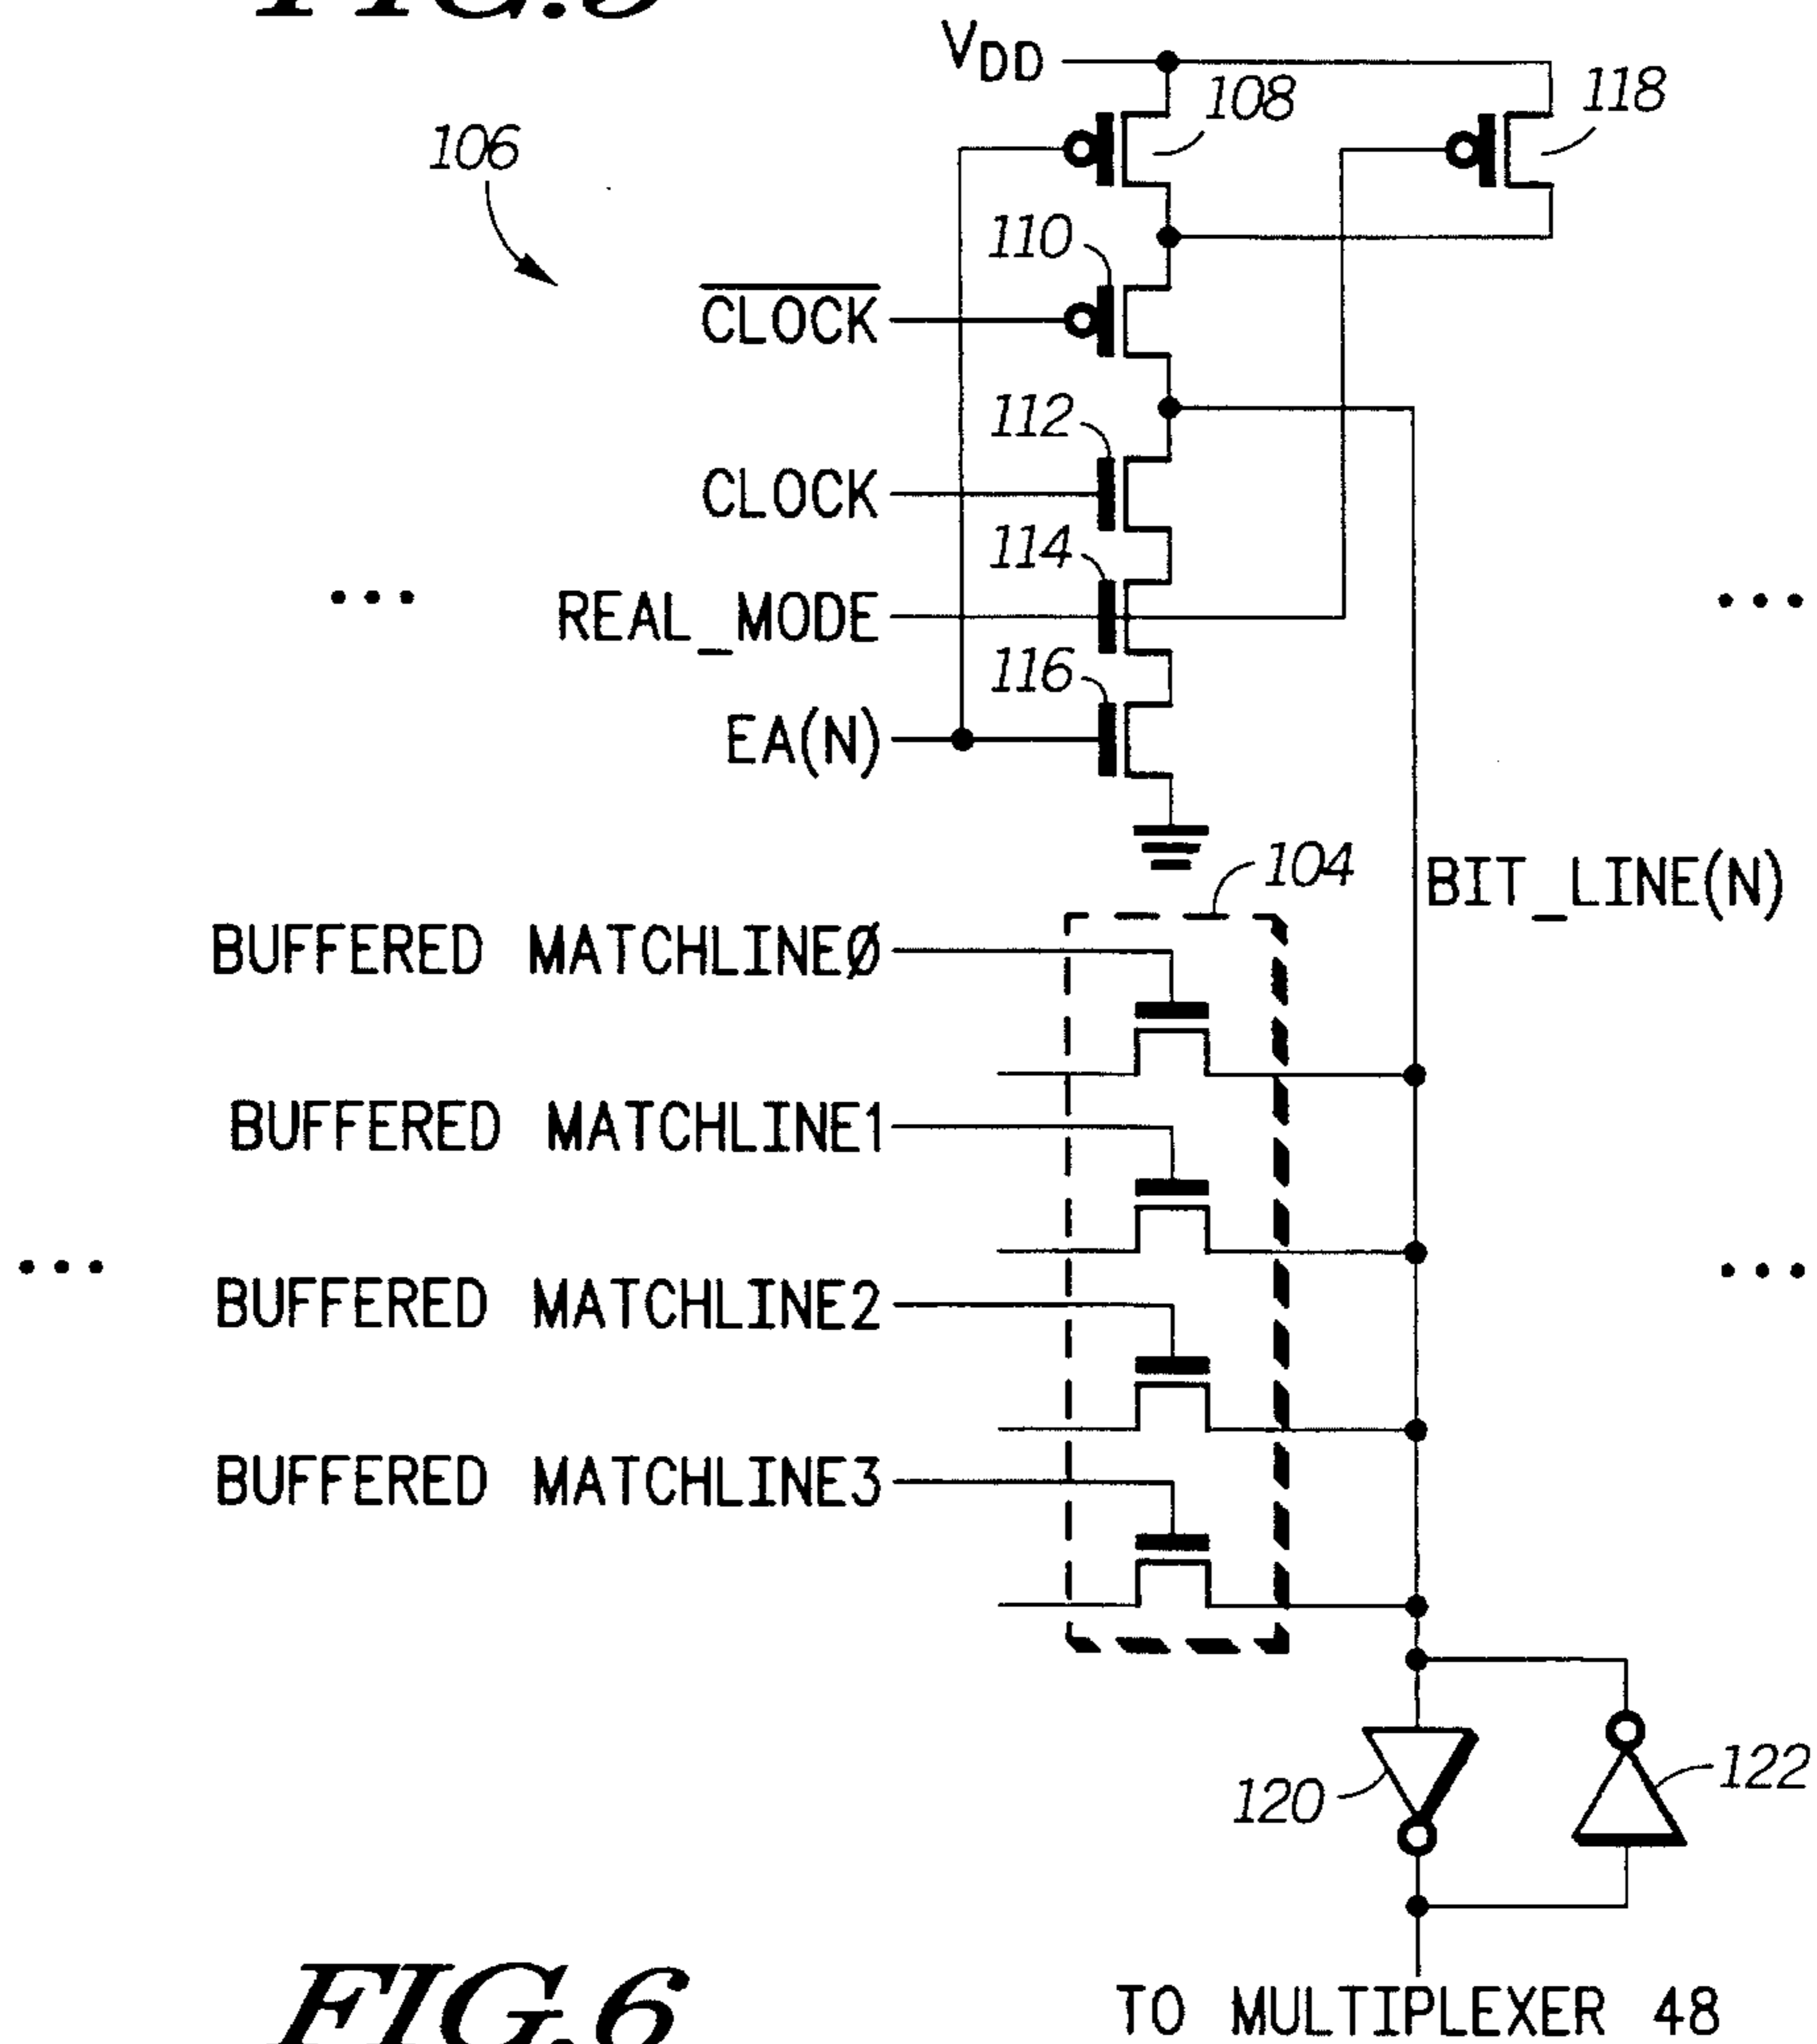 V_DD
108
118
106
110
CLOCK
112
CLOCK
114
... REAL_MODE ...
116
EA(N)
104
BIT_LINE(N)
BUFFERED MATCHLINE0
BUFFERED MATCHLINE1
... ...
BUFFERED MATCHLINE2
BUFFERED MATCHLINE3
120
122
TO MULTIPLEXER 48
FIG.6